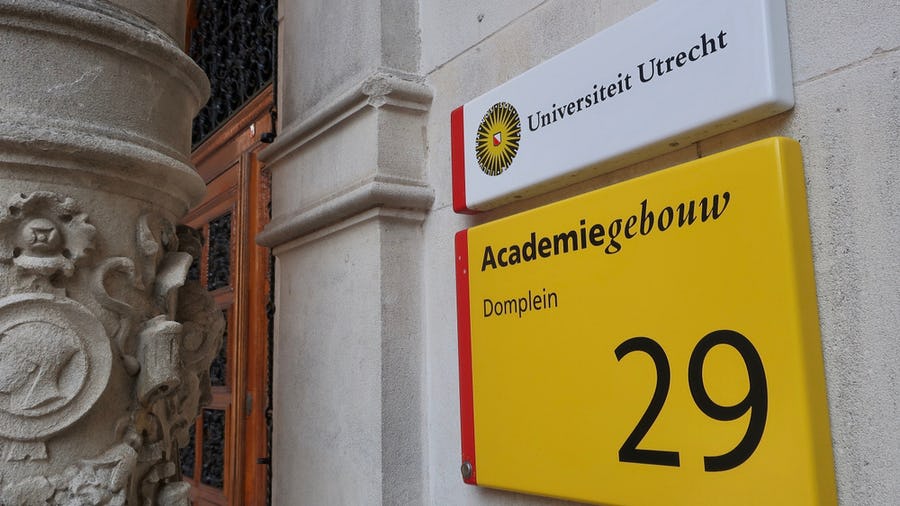 Universiteit Utrecht
Academiegebouw
Domplein
29